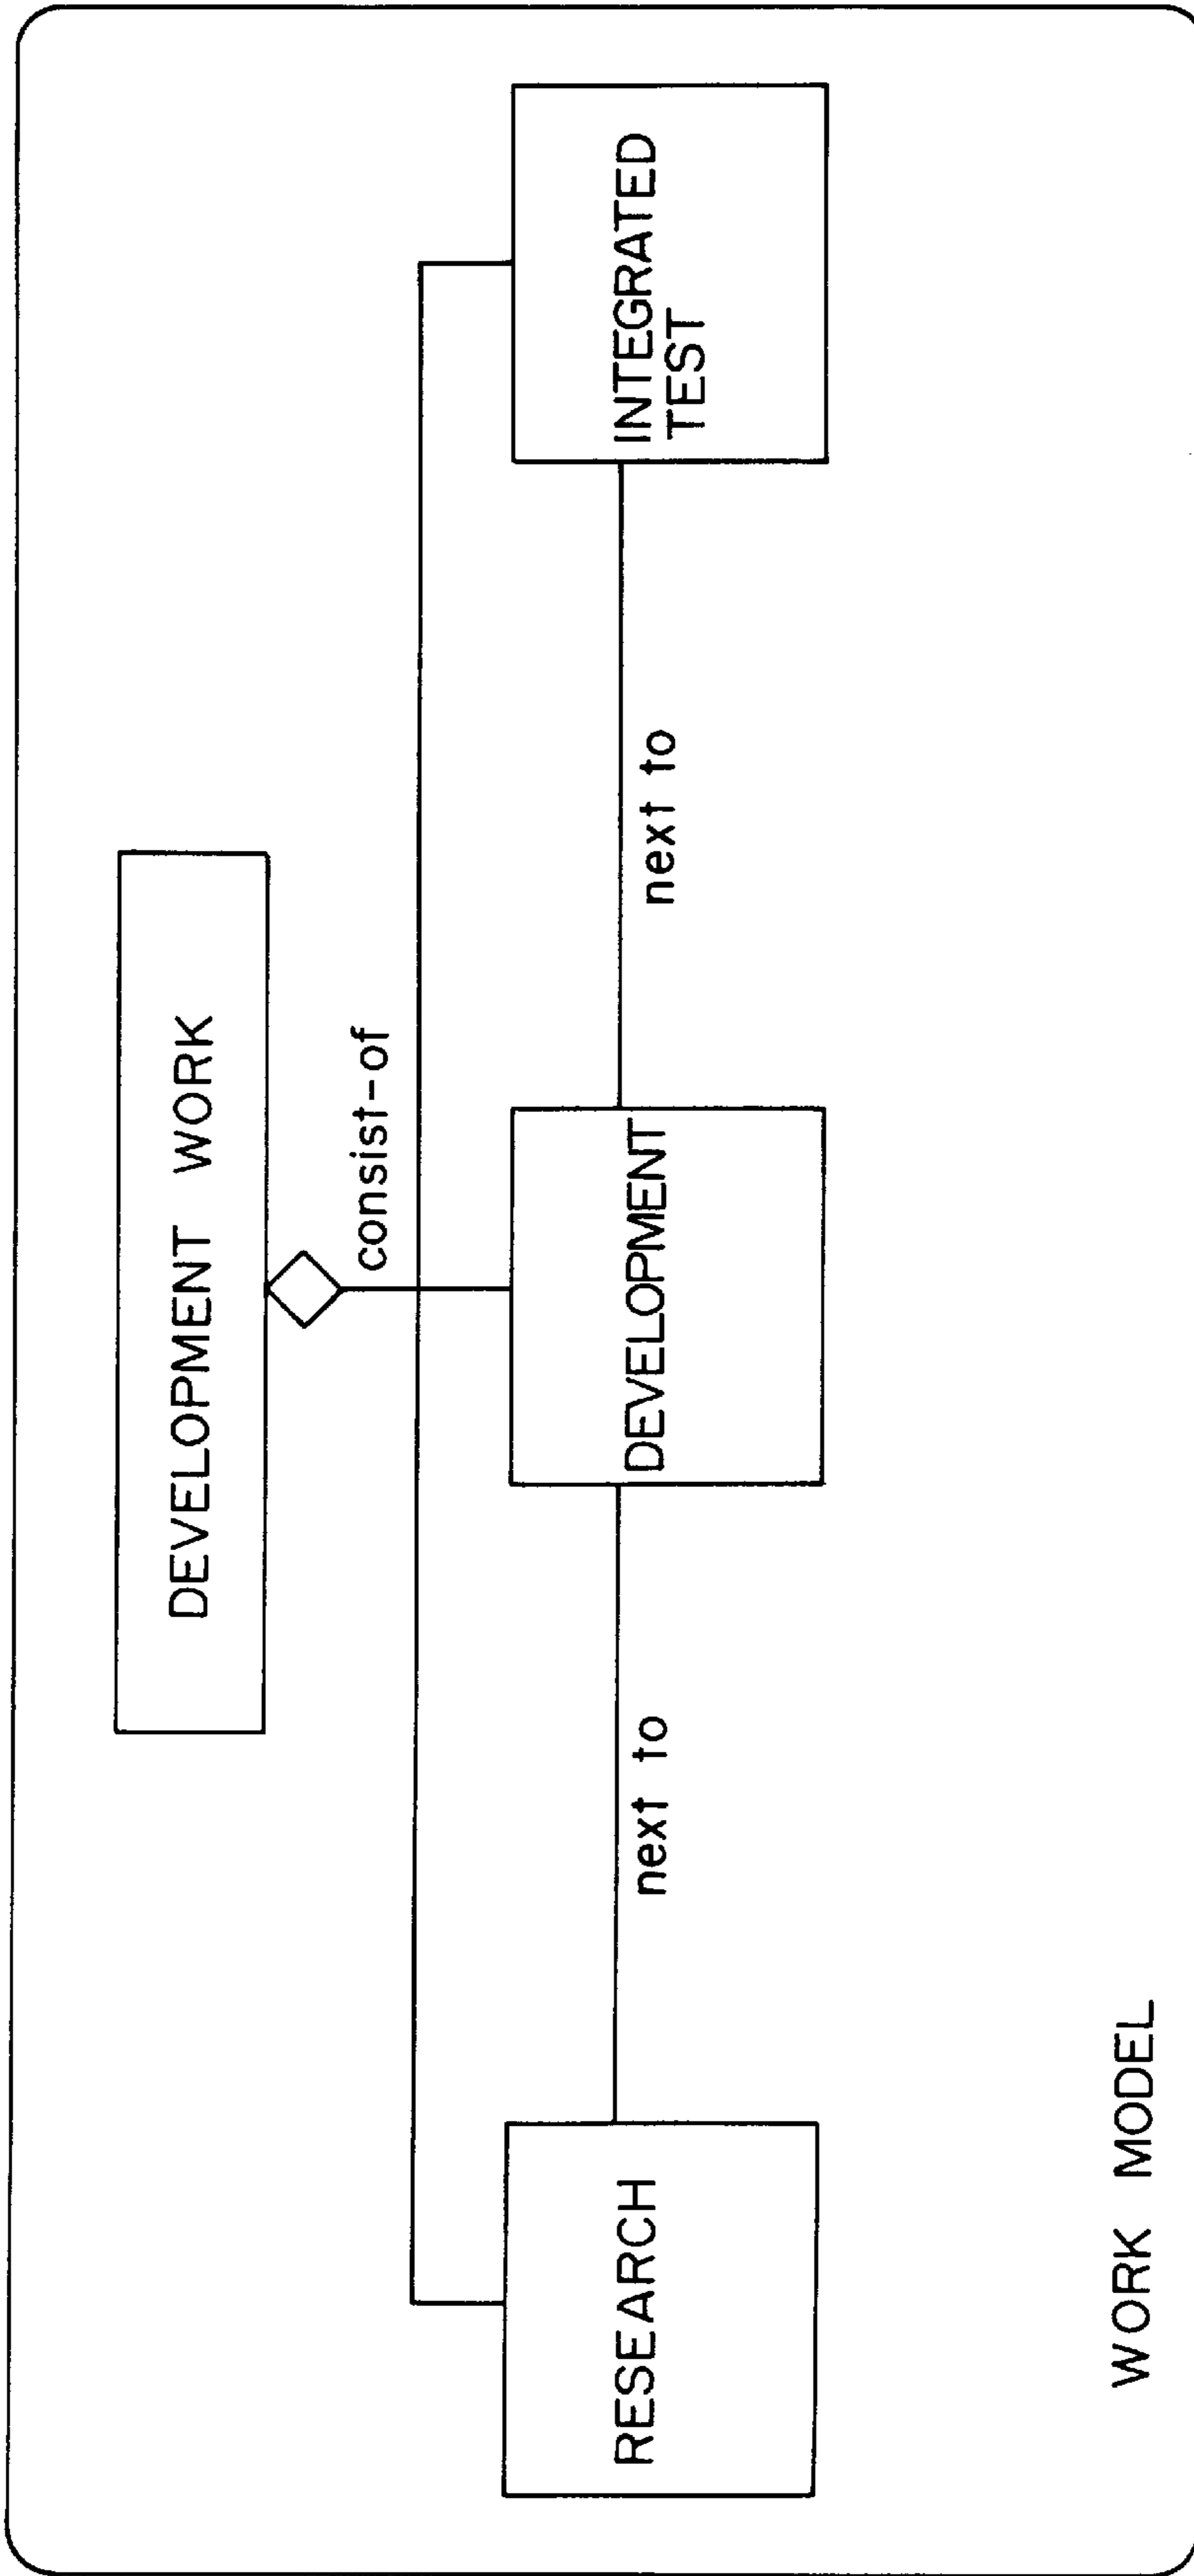 DEVELOPMENT WORK
consist-of
RESEARCH
next to
DEVELOPMENT
next to
INTEGRATED
TEST
WORK MODEL